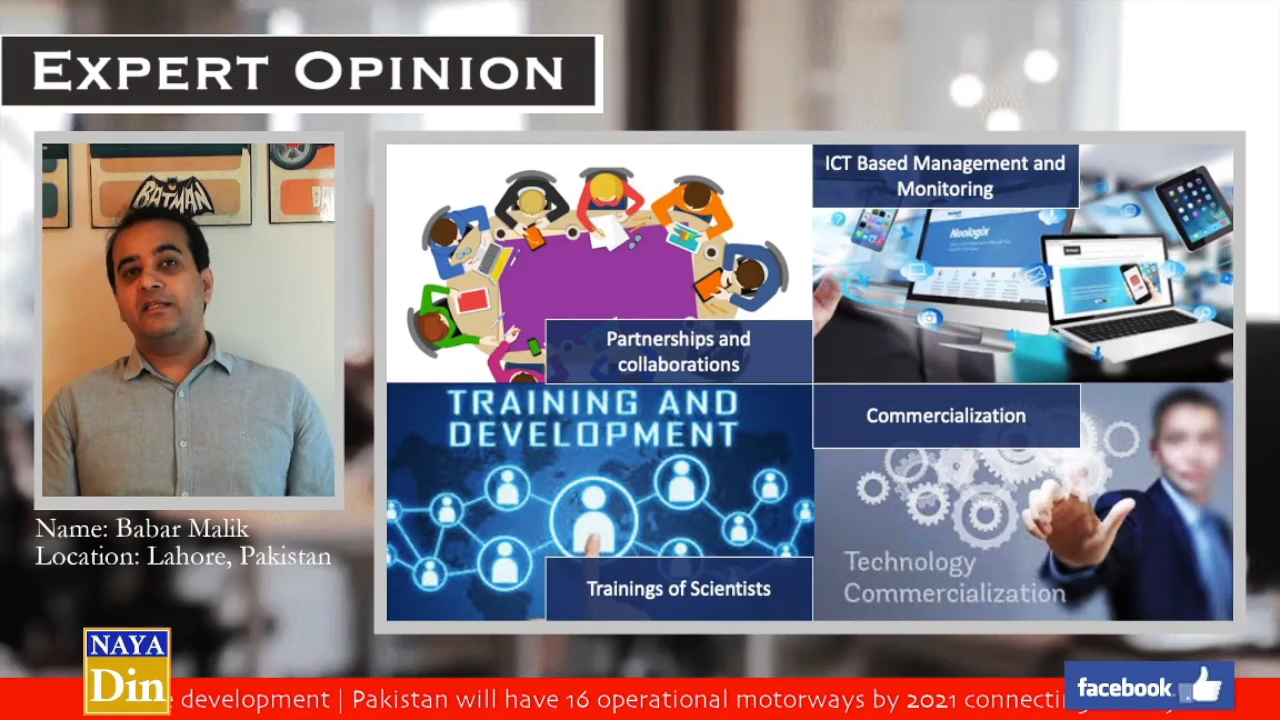 EXPERT OPINION
BATMAN
Name: Babar Malik
Location: Lahore, Pakistan
Partnerships and
collaborations
ICT Based Management and
Monitoring
Neologix
TRAINING AND
DEVELOPMENT
Trainings of Scientists
Commercialization
Technology
Commercialization
NAYA
Din
development | Pakistan will have 16 operational motorways by 2021
facebook